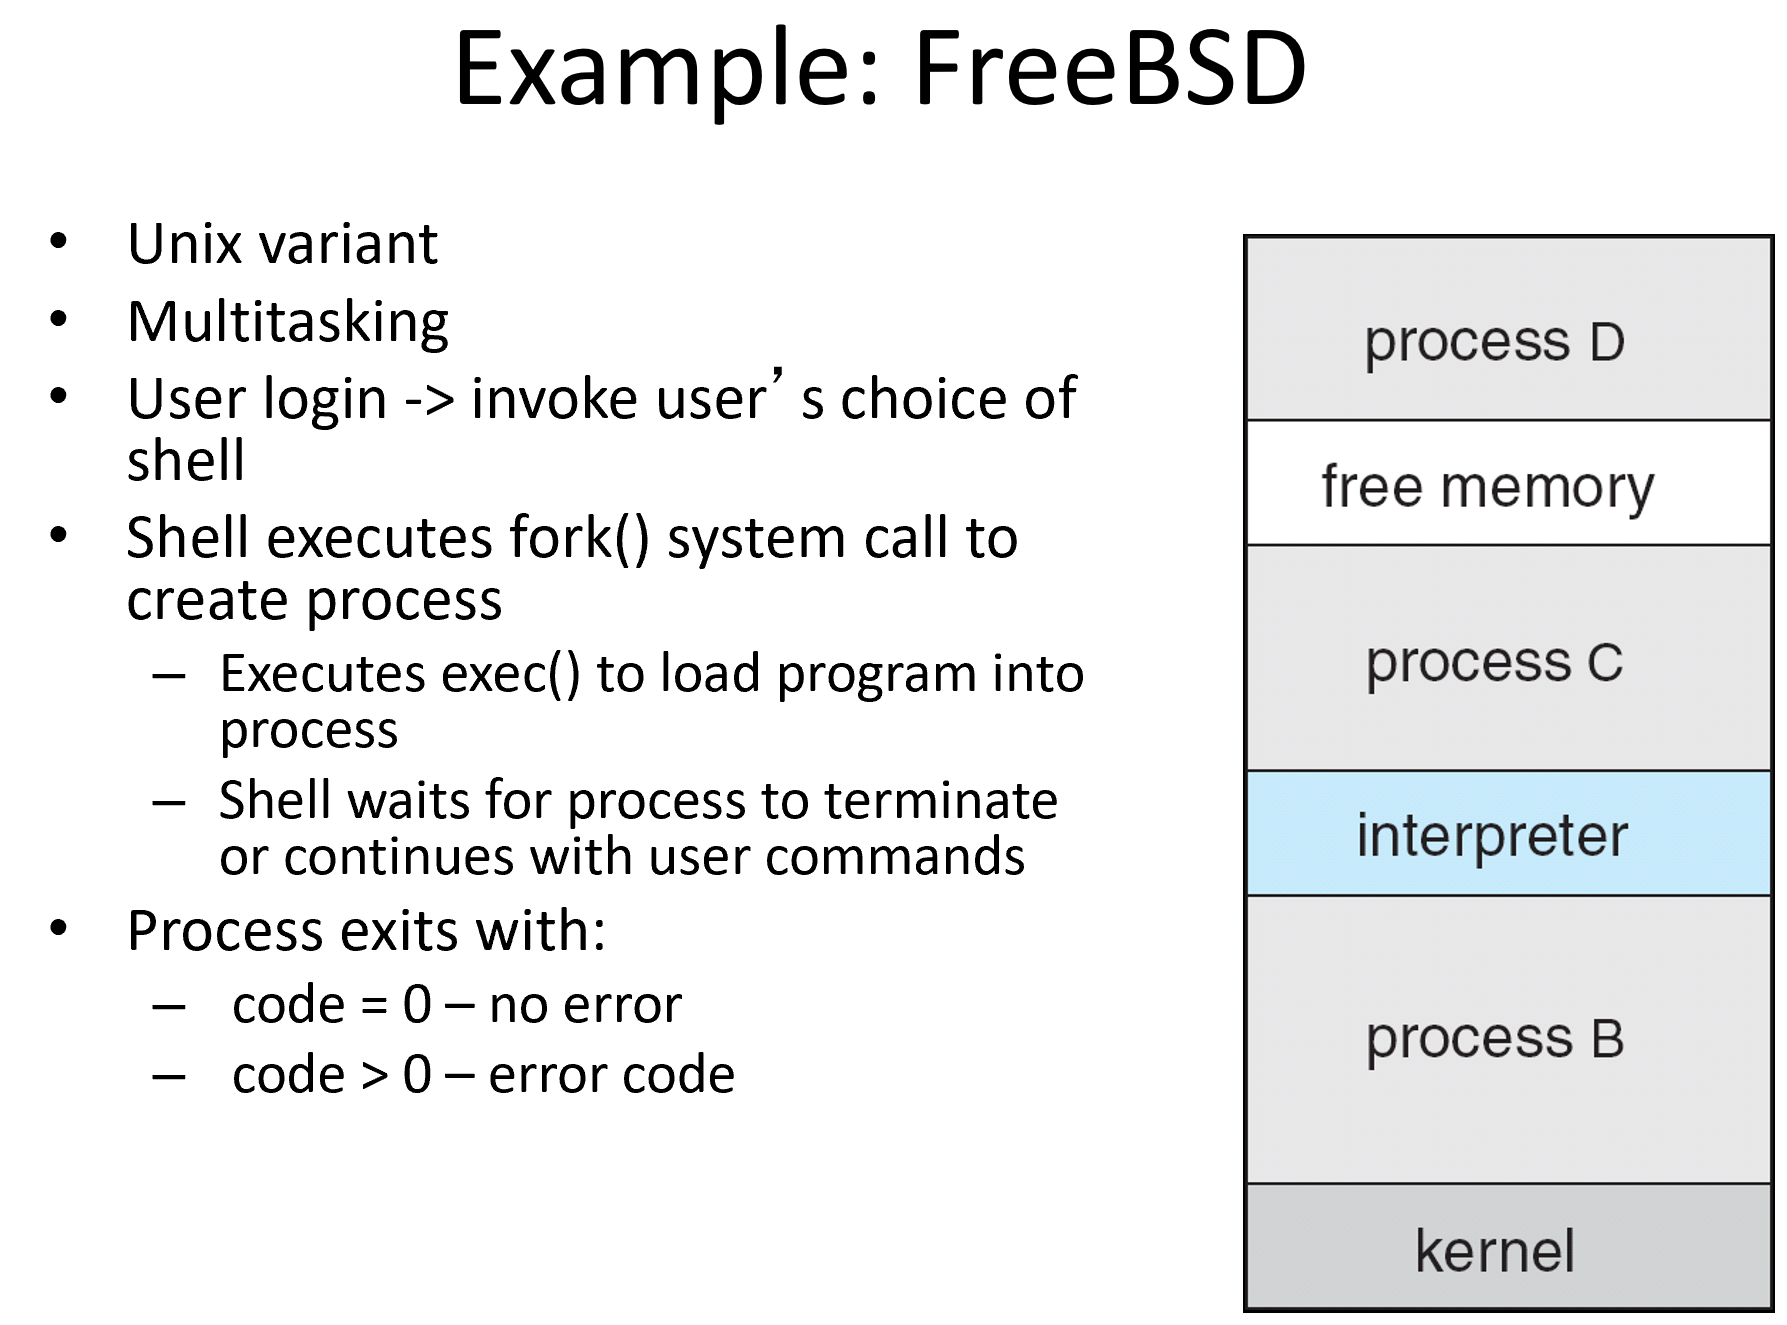 Example: FreeBSD
• Unix variant
• Multitasking
• User login -> invoke user’s choice of
shell
• Shell executes fork() system call to
create process
– Executes exec() to load program into
process
– Shell waits for process to terminate
or continues with user commands
• Process exits with:
– code = 0 – no error
– code > 0 – error code
process D
free memory
process C
interpreter
process B
kernel